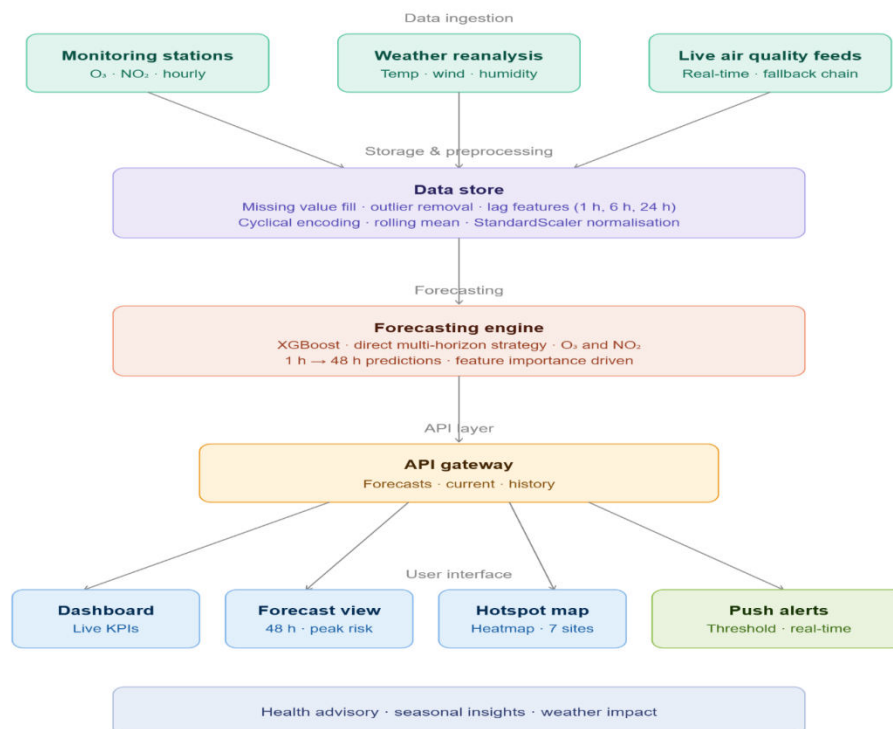 Data ingestion
Monitoring stations
O₃ · NO₂ · hourly
Weather reanalysis
Temp · wind · humidity
Live air quality feeds
Real-time · fallback chain
Storage & preprocessing
Data store
Missing value fill · outlier removal · lag features (1 h, 6 h, 24 h)
Cyclical encoding · rolling mean · StandardScaler normalisation
Forecasting
Forecasting engine
XGBoost · direct multi-horizon strategy · O₃ and NO₂
1 h → 48 h predictions · feature importance driven
API layer
API gateway
Forecasts · current · history
User interface
Dashboard
Live KPIs
Forecast view
48 h · peak risk
Hotspot map
Heatmap · 7 sites
Push alerts
Threshold · real-time
Health advisory · seasonal insights · weather impact